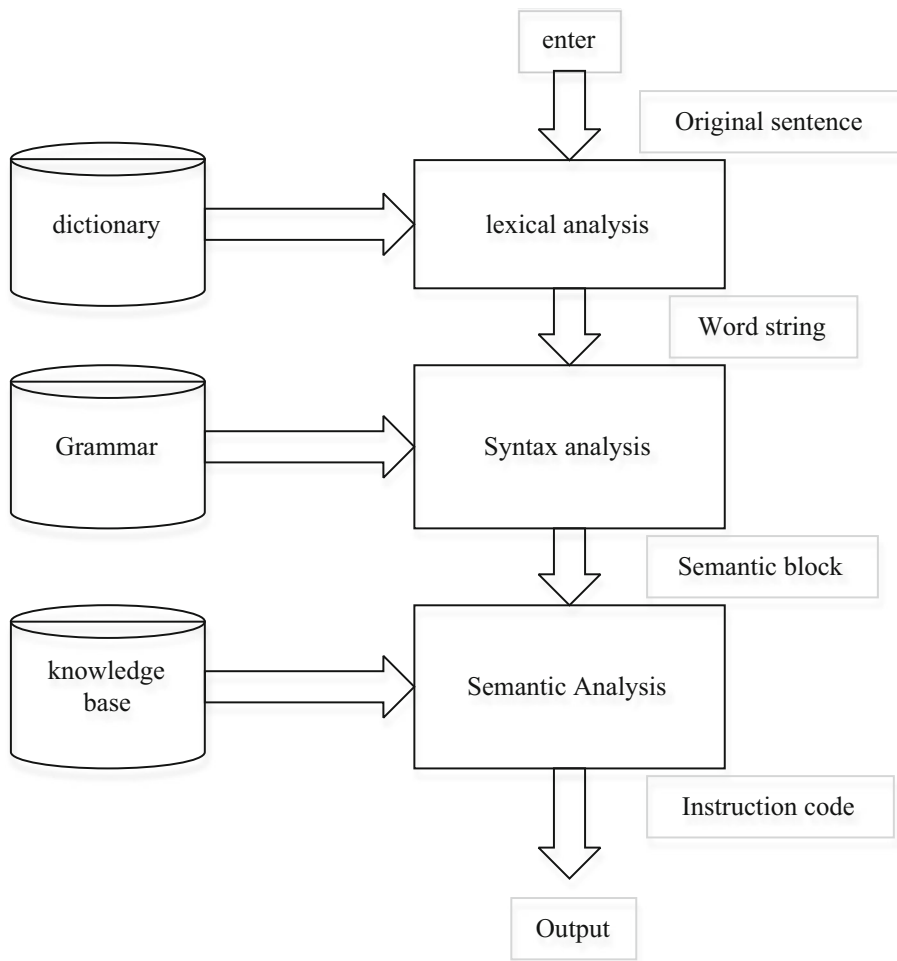 enter
Original sentence
dictionary
lexical analysis
Word string
Grammar
Syntax analysis
Semantic block
knowledge
base
Semantic Analysis
Instruction code
Output